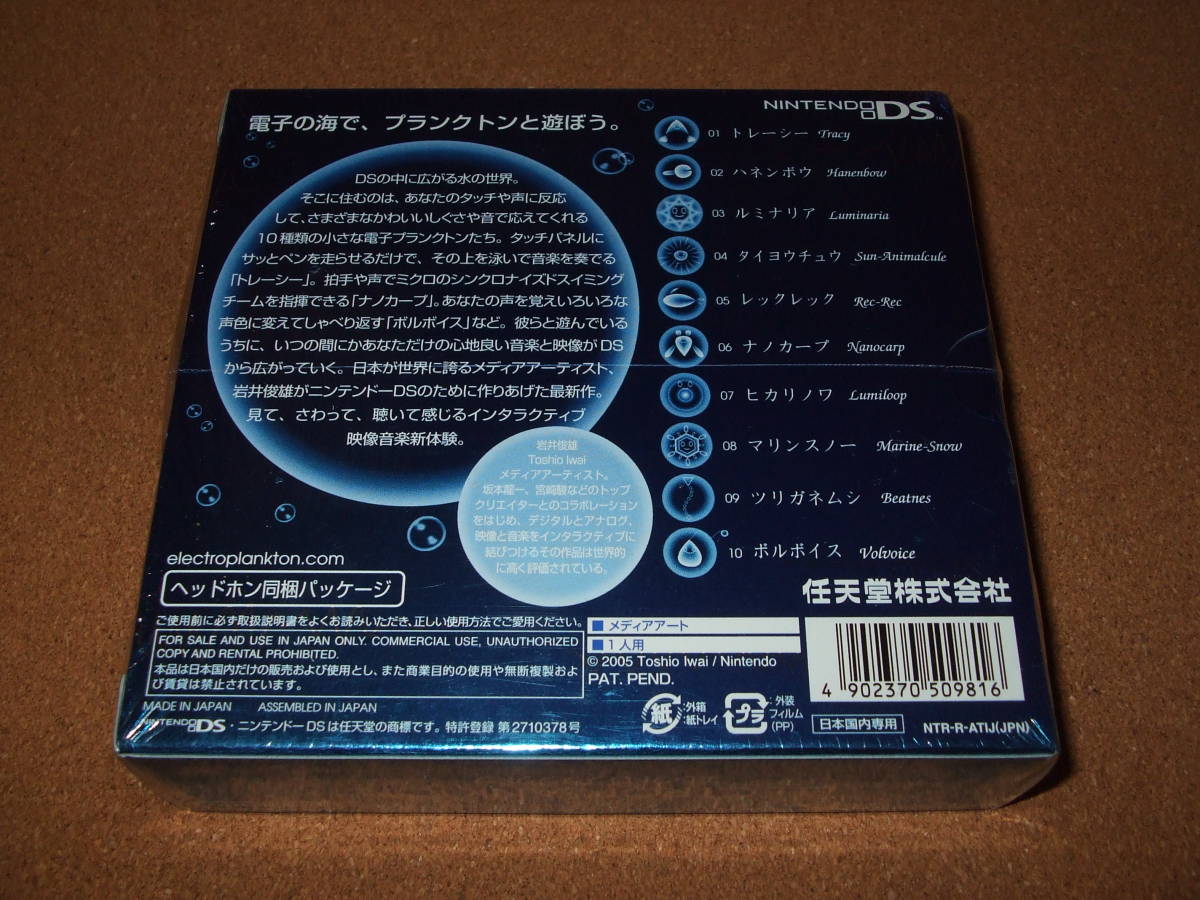 電子の海で、プランクトンと遊ぼう。
DSの中に広がる水の世界。
そこに住むのは、あなたのタッチや声に反応
して、さまざまなかわいいしぐさや音で応えてくれる
10種類の小さな電子プランクトンたち。タッチパネルに
サッとペンを走らせるだけで、その上を泳いで音楽を奏でる
「トレーシー」。拍手や声でミクロのシンクロナイズドスイミング
チームを指揮できる「ナノカープ」。あなたの声を覚えいろいろな
声色に変えてしゃべり返す「ボルボイス」など。彼らと遊んでいる
うちに、いつの間にかあなただけの心地良い音楽と映像がDS
から広がっていく。日本が世界に誇るメディアアーティスト、
岩井俊雄がニンテンドーDSのために作りあげた最新作。
見て、さわって、聴いて感じるインタラクティブ
映像音楽新体験。
岩井俊雄
Toshio Iwai
メディアアーティスト。
坂本龍一、宮崎駿などのトップ
クリエイターとのコラボレーション
をはじめ、デジタルとアナログ、
映像と音楽をインタラクティブに
結びつけるその作品は世界的
に高く評価されている。
NINTENDO DS™
01 トレーシー Tracy
02 ハネンボウ Hanenbow
03 ルミナリア Luminaria
04 タイヨウチュウ Sun-Animalcule
05 レックレック Rec-Rec
06 ナノカープ Nanocarp
07 ヒカリノワ Lumiloop
08 マリンスノー Marine-Snow
09 ツリガネムシ Beatnes
10 ボルボイス Volvoice
electroplankton.com
ヘッドホン同梱パッケージ
任天堂株式会社
ご使用前に必ず取扱説明書をよくお読みいただき、正しい使用方法でご愛用ください。
FOR SALE AND USE IN JAPAN ONLY. COMMERCIAL USE, UNAUTHORIZED
COPY AND RENTAL PROHIBITED.
本品は日本国内だけの販売および使用とし、また商業目的の使用や無断複製およ
び賃貸は禁止されています。
MADE IN JAPAN ASSEMBLED IN JAPAN
NINTENDO DS・ニンテンドーDSは任天堂の商標です。特許登録 第2710378号
メディアアート
1人用
© 2005 Toshio Iwai / Nintendo
PAT. PEND.
紙 :外箱
:紙トレイ
プラ :外装
フィルム
(PP)
4 902370 509816
日本国内専用
NTR-R-ATIJ(JPN)